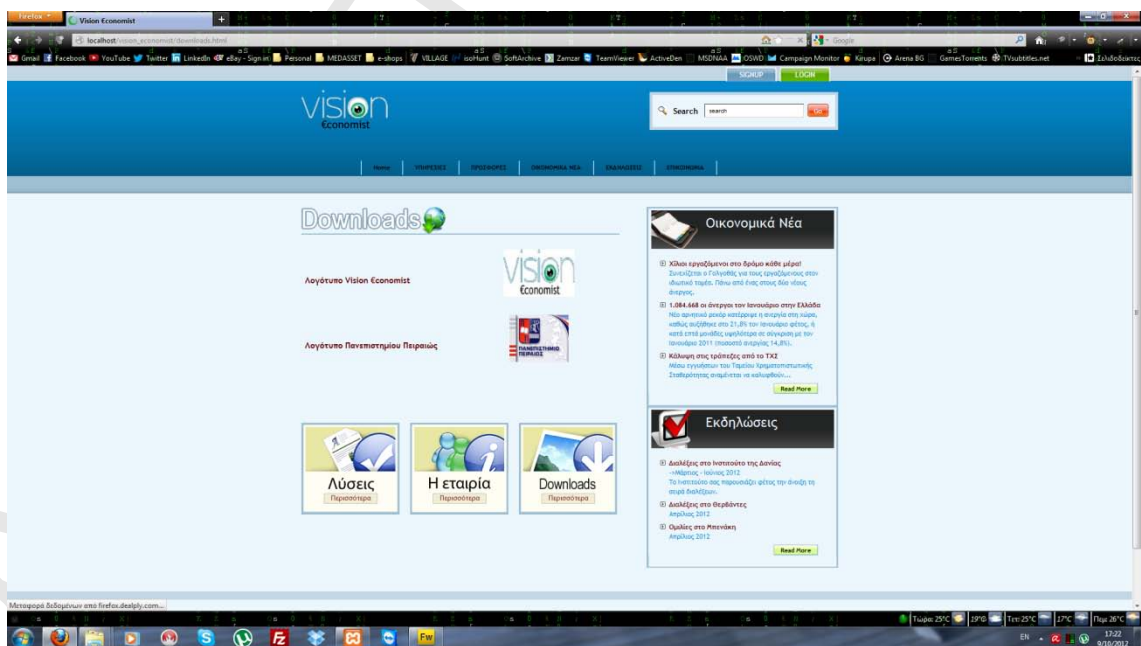 Firefox
Vision €conomist
localhost/vision_economist/downloads.html
Google
Gmail Facebook YouTube Twitter LinkedIn eBay - Sign in Personal MEDASSET e-shops VILLAGE isoHunt SoftArchive Zamzar TeamViewer ActiveDen MSDNAA OSWD Campaign Monitor Kirupa Arena BG GamesTorrents TVsubtitles.net Σελιδοδείκτες
SIGNUP LOGIN
vision
€conomist
Search search Go
Home ΥΠΗΡΕΣΙΕΣ ΠΡΟΣΦΟΡΕΣ ΟΙΚΟΝΟΜΙΚΑ ΝΕΑ ΕΚΔΗΛΩΣΕΙΣ ΕΠΙΚΟΙΝΩΝΙΑ
Downloads
Λογότυπο Vision €conomist
vision
€conomist
Λογότυπο Πανεπιστημίου Πειραιώς
ΠΑΝΕΠΙΣΤΗΜΙΟ
ΠΕΙΡΑΙΩΣ
Λύσεις
Περισσότερα
Η εταιρία
Περισσότερα
Downloads
Περισσότερα
Οικονομικά Νέα
Χίλιοι εργαζόμενοι στο δρόμο κάθε μέρα!
Συνεχίζεται ο Γολγοθάς για τους εργαζόμενους στον
ιδιωτικό τομέα. Πάνω από ένας στους δύο νέους
άνεργος.
1.084.668 οι άνεργοι τον Ιανουάριο στην Ελλάδα
Νέο αρνητικό ρεκόρ κατέρριψε η ανεργία στη χώρα,
καθώς αυξήθηκε στο 21,8% τον Ιανουάριο φέτος, ή
κατά επτά μονάδες υψηλότερα σε σύγκριση με τον
Ιανουάριο 2011 (ποσοστό ανεργίας 14,8%).
Κάλυψη στις τράπεζες από το ΤΧΣ
Μέσω εγγυήσεων του Ταμείου Χρηματοπιστωτικής
Σταθερότητας αναμένεται να καλυφθούν...
Read More
Εκδηλώσεις
Διαλέξεις στο Ινστιτούτο της Δανίας
->Μάρτιος - Ιούνιος 2012
Το Ινστιτούτο σας παρουσιάζει φέτος την άνοιξη τη
σειρά διαλέξεων.
Διαλέξεις στο Θερβάντες
Απρίλιος 2012
Ομιλίες στο Μπενάκη
Απρίλιος 2012
Read More
Μεταφορά δεδομένων από firefox.dealply.com...
Τώρα: 25°C 19°C Τετ: 25°C 17°C Πεμ: 26°C
EN 17:22
9/10/2012